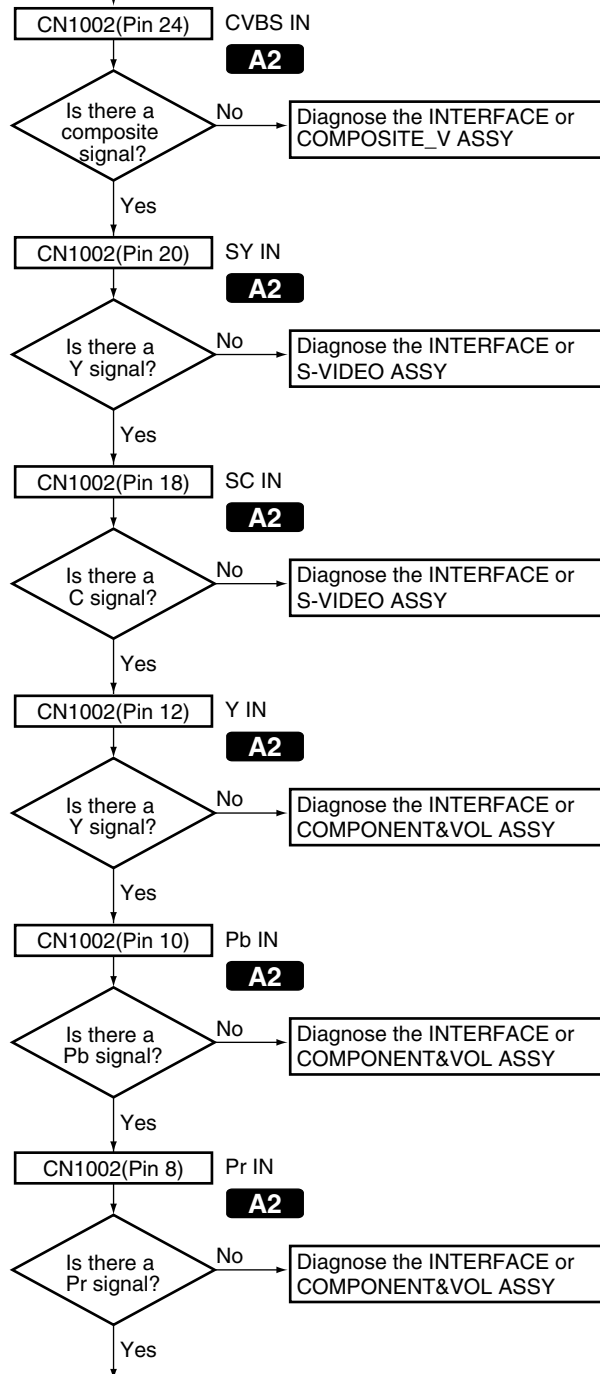 CN1002(Pin 24) CVBS IN
A2
Is there a
composite
signal?
No
Diagnose the INTERFACE or
COMPOSITE_V ASSY
Yes
CN1002(Pin 20) SY IN
A2
Is there a
Y signal?
No
Diagnose the INTERFACE or
S-VIDEO ASSY
Yes
CN1002(Pin 18) SC IN
A2
Is there a
C signal?
No
Diagnose the INTERFACE or
S-VIDEO ASSY
Yes
CN1002(Pin 12) Y IN
A2
Is there a
Y signal?
No
Diagnose the INTERFACE or
COMPONENT&VOL ASSY
Yes
CN1002(Pin 10) Pb IN
A2
Is there a
Pb signal?
No
Diagnose the INTERFACE or
COMPONENT&VOL ASSY
Yes
CN1002(Pin 8) Pr IN
A2
Is there a
Pr signal?
No
Diagnose the INTERFACE or
COMPONENT&VOL ASSY
Yes